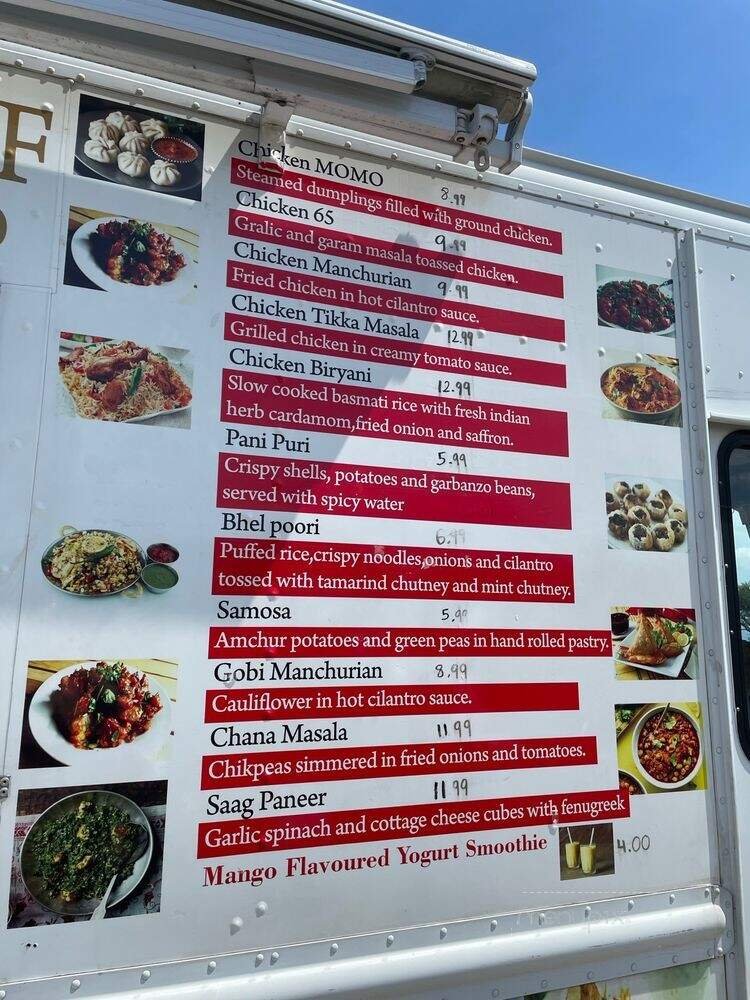 F
Chicken MOMO 8.99
Steamed dumplings filled with ground chicken.
Chicken 65 9.99
Gralic and garam masala toassed chicken.
Chicken Manchurian 9.99
Fried chicken in hot cilantro sauce.
Chicken Tikka Masala 12.99
Grilled chicken in creamy tomato sauce.
Chicken Biryani 12.99
Slow cooked basmati rice with fresh indian
herb cardamom,fried onion and saffron.
Pani Puri 5.99
Crispy shells, potatoes and garbanzo beans,
served with spicy water
Bhel poori 6.99
Puffed rice,crispy noodles,onions and cilantro
tossed with tamarind chutney and mint chutney.
Samosa 5.99
Amchur potatoes and green peas in hand rolled pastry.
Gobi Manchurian 8.99
Cauliflower in hot cilantro sauce.
Chana Masala 11.99
Chikpeas simmered in fried onions and tomatoes.
Saag Paneer 11.99
Garlic spinach and cottage cheese cubes with fenugreek
Mango Flavoured Yogurt Smoothie 4.00